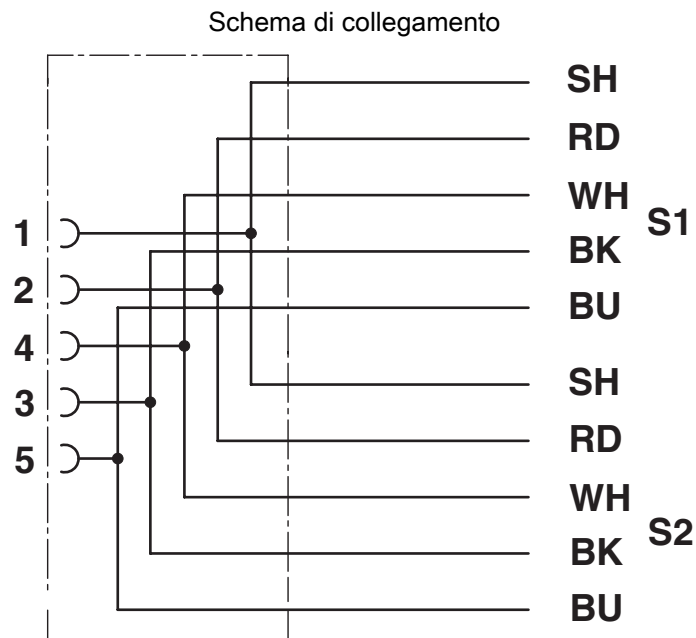 Schema di collegamento
1
2
4
3
5
SH
RD
WH
BK
BU
S1
SH
RD
WH
BK
BU
S2